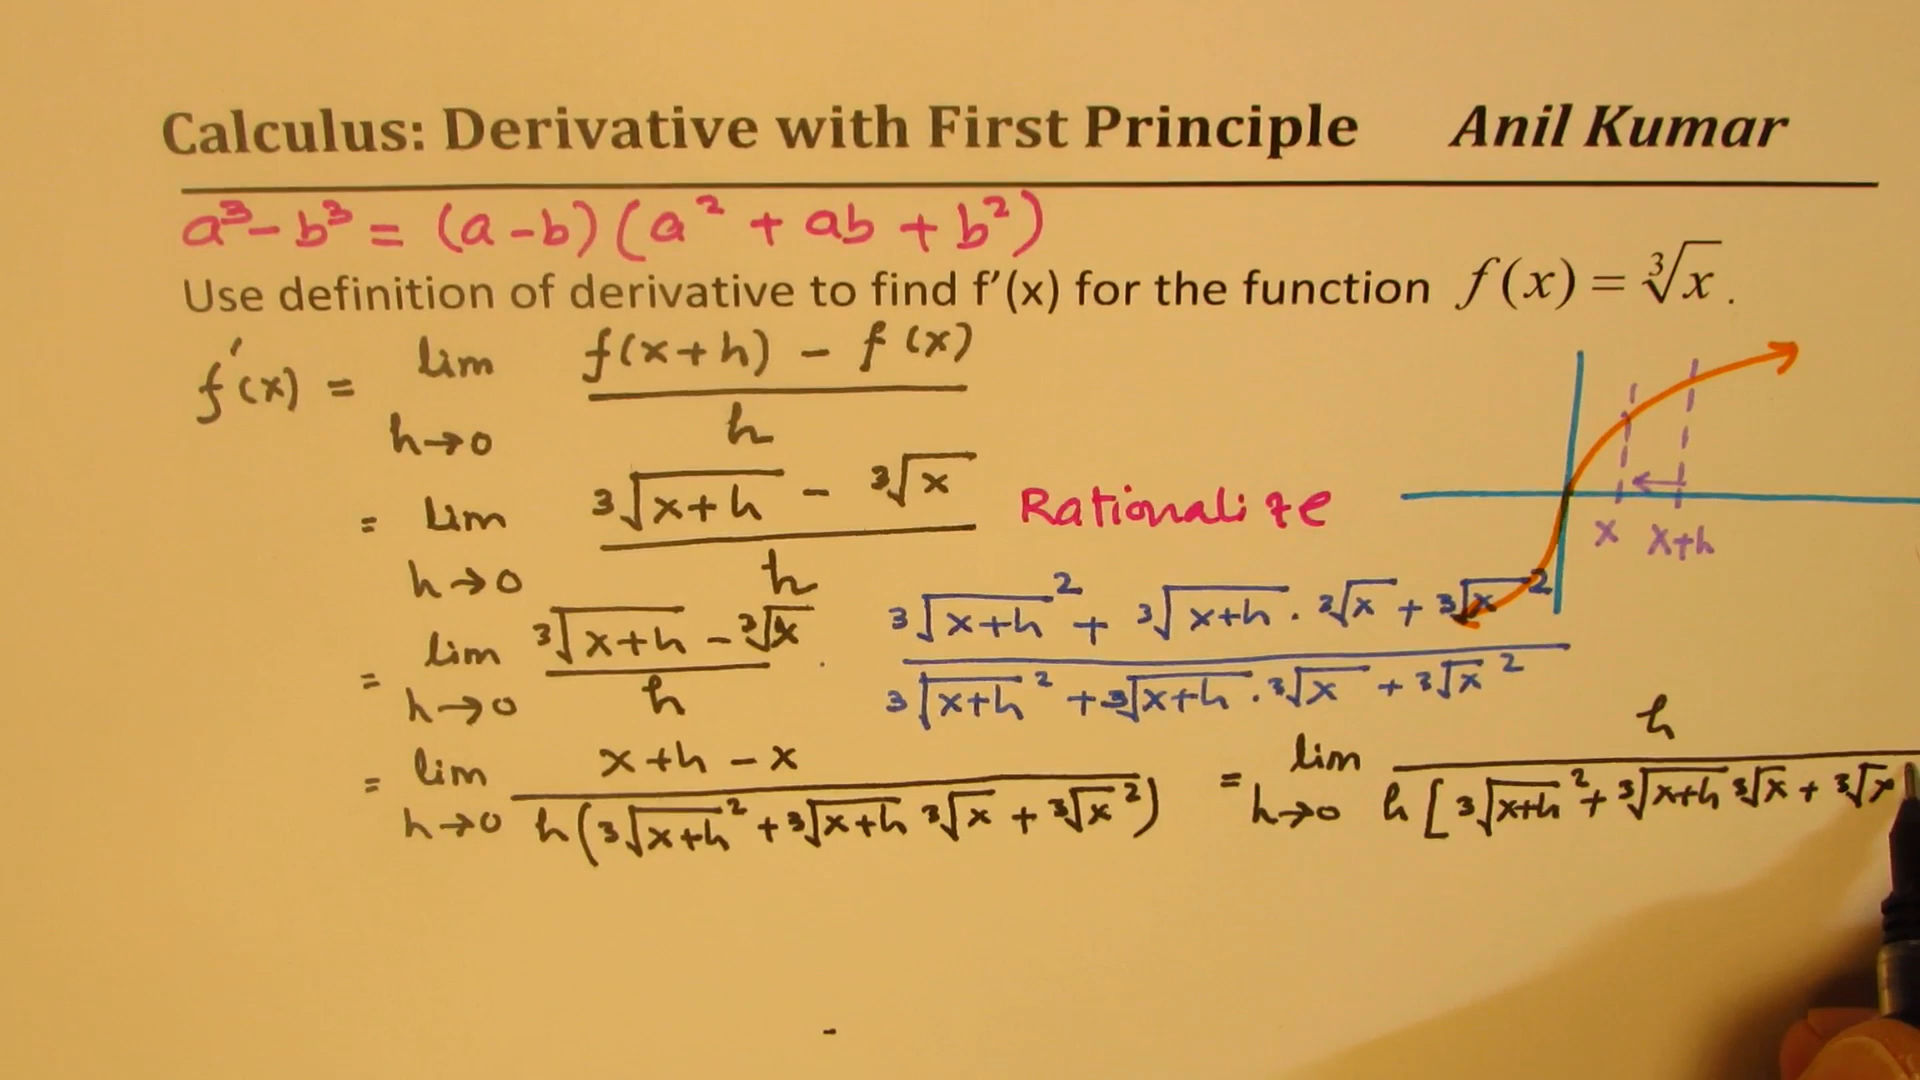 Calculus: Derivative with First Principle Anil Kumar
a³ - b³ = (a - b)(a² + ab + b²)
Use definition of derivative to find f'(x) for the function f(x) = ∛x.
f'(x) = lim h→0 (f(x+h) - f(x)) / h
= lim h→0 (∛(x+h) - ∛x) / h Rationalize
x x+h
= lim h→0 (∛(x+h) - ∛x) / h · (∛(x+h)² + ∛(x+h) · ∛x + ∛x²) / (∛(x+h)² + ∛(x+h) · ∛x + ∛x²)
= lim h→0 (x+h - x) / (h(∛(x+h)² + ∛(x+h) ∛x + ∛x²)) = lim h→0 h / (h[∛(x+h)² + ∛(x+h) ∛x + ∛x